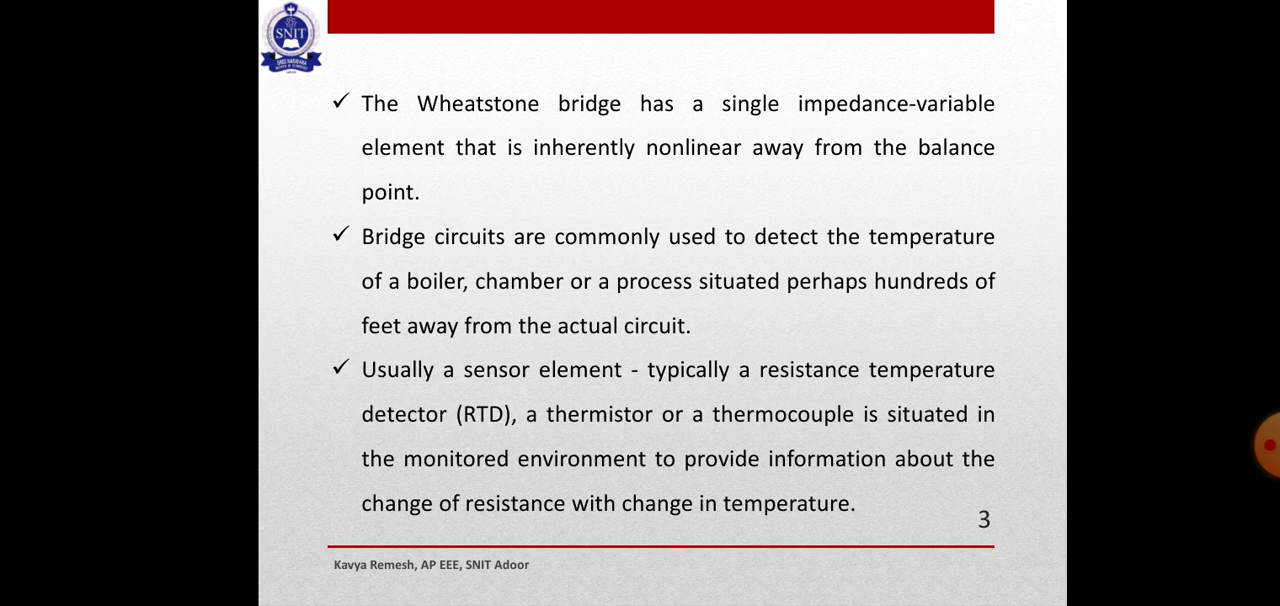 SNIT
The Wheatstone bridge has a single impedance-variable
element that is inherently nonlinear away from the balance
point.
Bridge circuits are commonly used to detect the temperature
of a boiler, chamber or a process situated perhaps hundreds of
feet away from the actual circuit.
Usually a sensor element - typically a resistance temperature
detector (RTD), a thermistor or a thermocouple is situated in
the monitored environment to provide information about the
change of resistance with change in temperature.
3
Kavya Remesh, AP EEE, SNIT Adoor